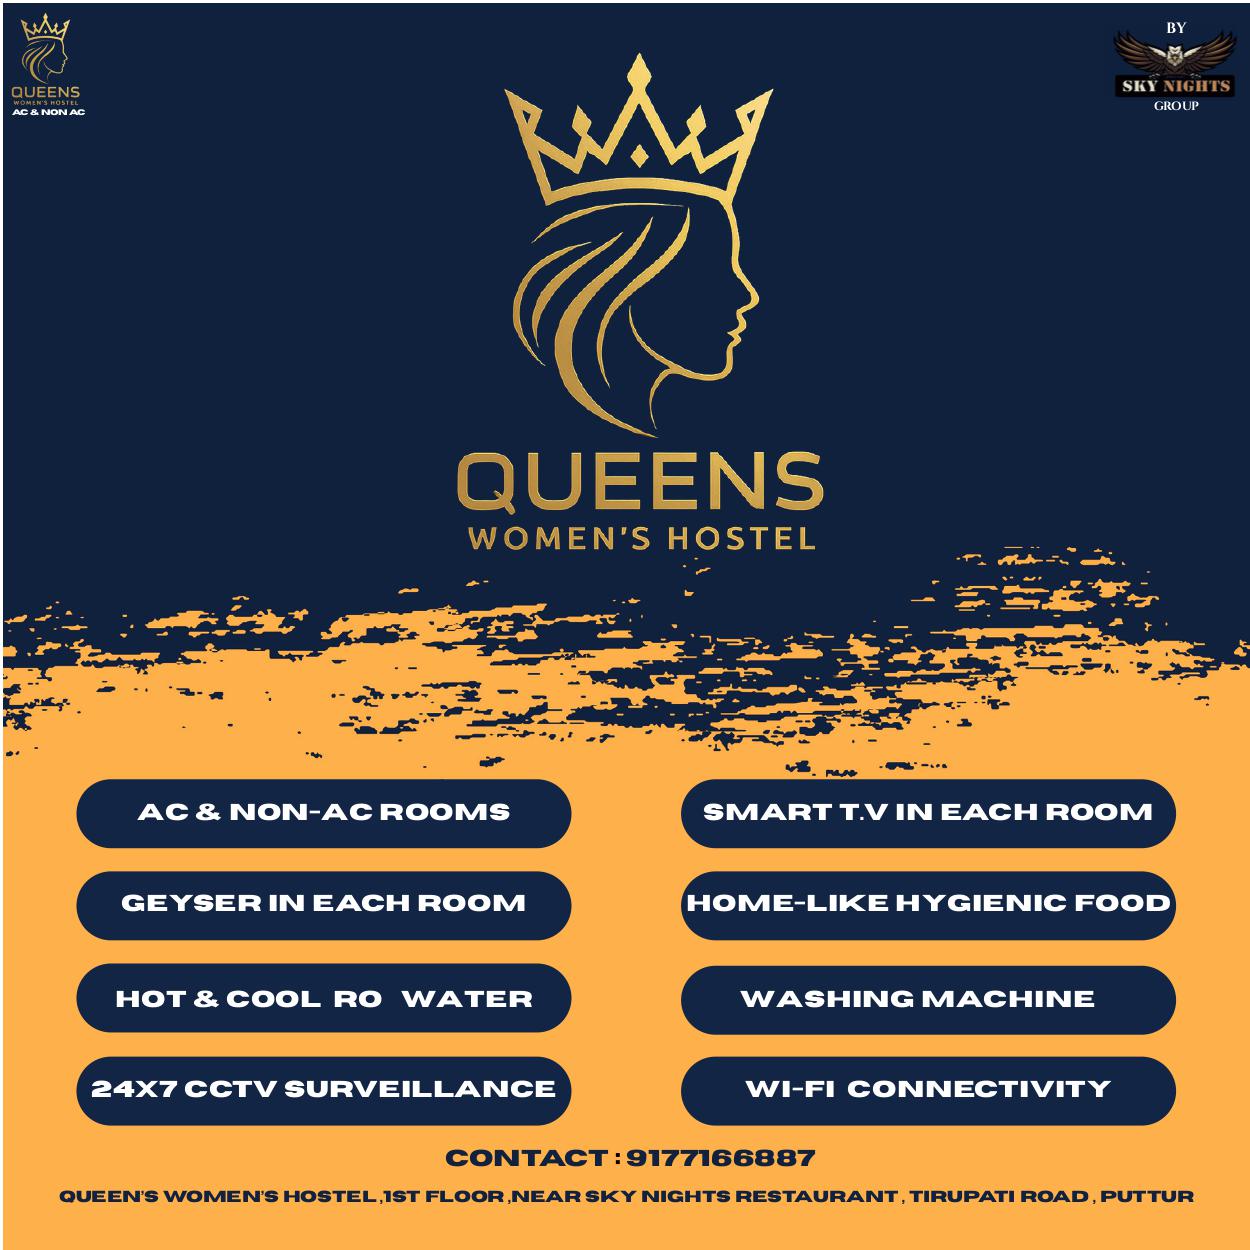 QUEENS
WOMEN'S HOSTEL
AC & NON AC
BY
SKY NIGHTS
GROUP
QUEENS
WOMEN'S HOSTEL
AC & NON-AC ROOMS
SMART T.V IN EACH ROOM
GEYSER IN EACH ROOM
HOME-LIKE HYGIENIC FOOD
HOT & COOL RO WATER
WASHING MACHINE
24X7 CCTV SURVEILLANCE
WI-FI CONNECTIVITY
CONTACT : 9177166887
QUEEN'S WOMEN'S HOSTEL ,1ST FLOOR ,NEAR SKY NIGHTS RESTAURANT , TIRUPATI ROAD , PUTTUR